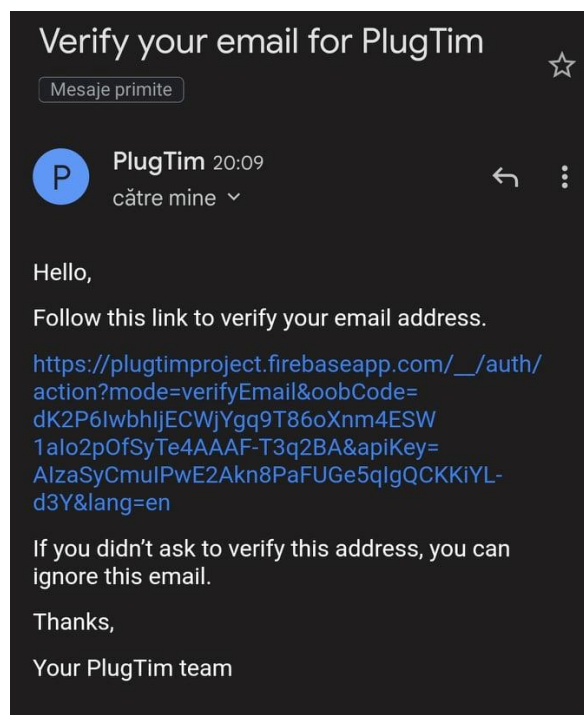 Verify your email for PlugTim
Mesaje primite
P
PlugTim 20:09
către mine
Hello,
Follow this link to verify your email address.
https://plugtimproject.firebaseapp.com/__/auth/
action?mode=verifyEmail&oobCode=
dK2P6IwbhIjECWjYgq9T86oXnm4ESW
1aIo2pOfSyTe4AAAF-T3q2BA&apiKey=
AIzaSyCmuIPwE2Akn8PaFUGe5qIgQCKKiYL-
d3Y&lang=en
If you didn’t ask to verify this address, you can
ignore this email.
Thanks,
Your PlugTim team